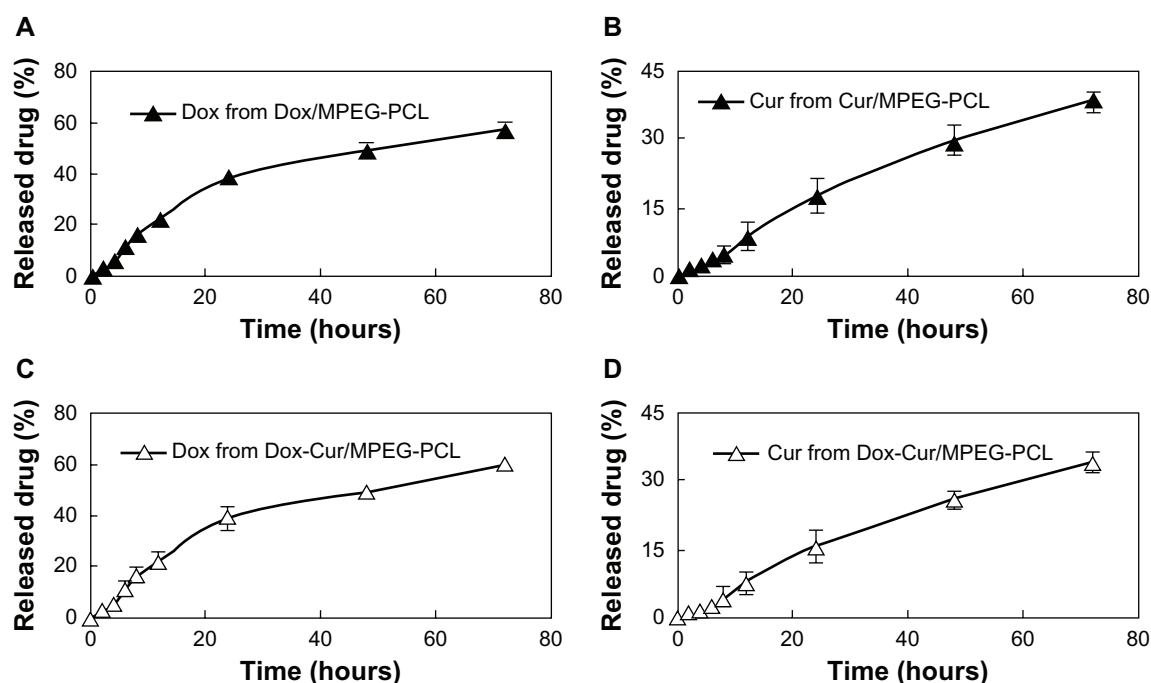 A
Released drug (%)
80
60
40
20
0
Dox from Dox/MPEG-PCL
0 20 40 60 80
Time (hours)
B
Released drug (%)
45
30
15
0
Cur from Cur/MPEG-PCL
0 20 40 60 80
Time (hours)
C
Released drug (%)
80
60
40
20
0
Dox from Dox-Cur/MPEG-PCL
0 20 40 60 80
Time (hours)
D
Released drug (%)
45
30
15
0
Cur from Dox-Cur/MPEG-PCL
0 20 40 60 80
Time (hours)